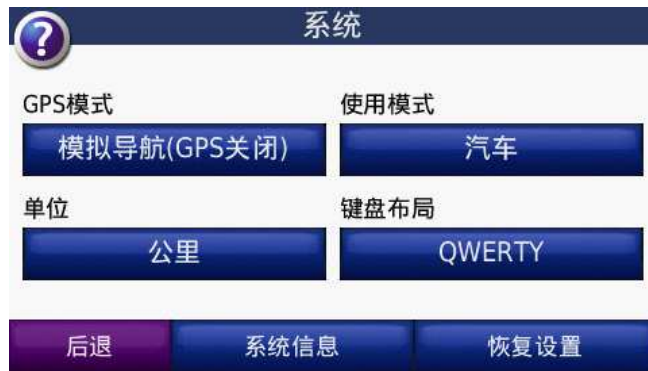 ?
系统
GPS模式
使用模式
模拟导航(GPS关闭)
汽车
单位
键盘布局
公里
QWERTY
后退
系统信息
恢复设置